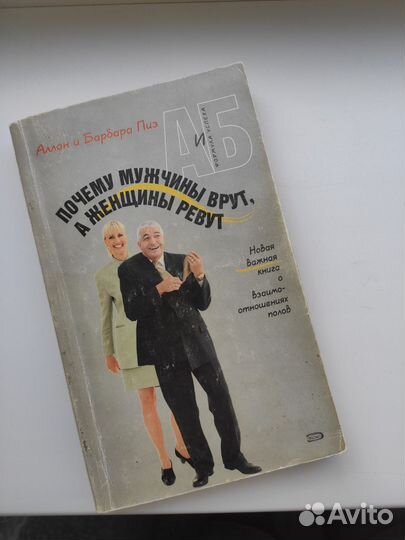 Аллан и Барбара Пиз
А и Б
ФОРМУЛА УСПЕХА
ПОЧЕМУ МУЖЧИНЫ ВРУТ,
А ЖЕНЩИНЫ РЕВУТ
Новая
важная
книга
о
взаимо-
отношениях
полов
Avito